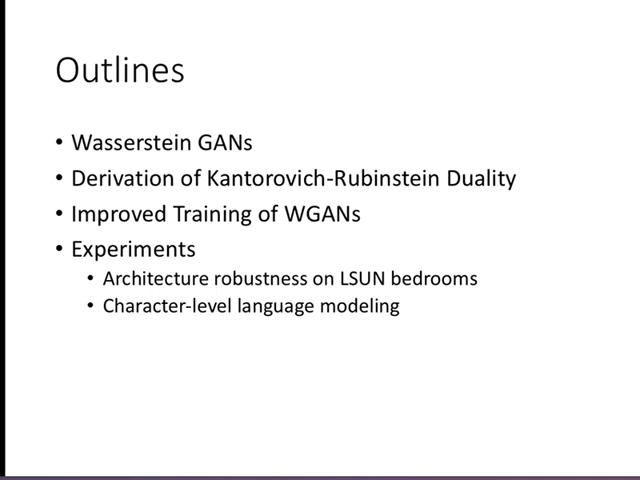 Outlines
• Wasserstein GANs
• Derivation of Kantorovich-Rubinstein Duality
• Improved Training of WGANs
• Experiments
• Architecture robustness on LSUN bedrooms
• Character-level language modeling